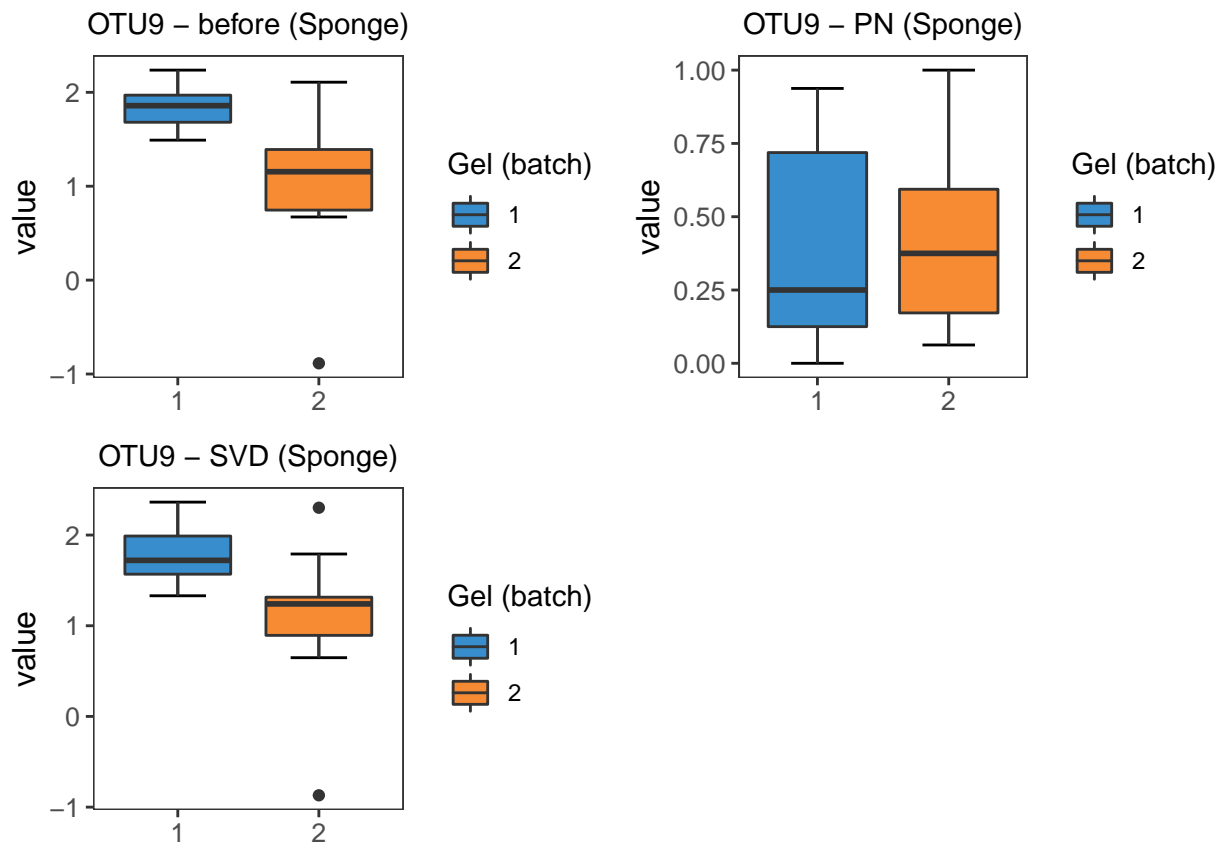 OTU9 − before (Sponge)
2
1
0
−1
value
1
2
Gel (batch)
1
2
OTU9 − PN (Sponge)
1.00
0.75
0.50
0.25
0.00
value
1
2
Gel (batch)
1
2
OTU9 − SVD (Sponge)
2
1
0
−1
value
1
2
Gel (batch)
1
2